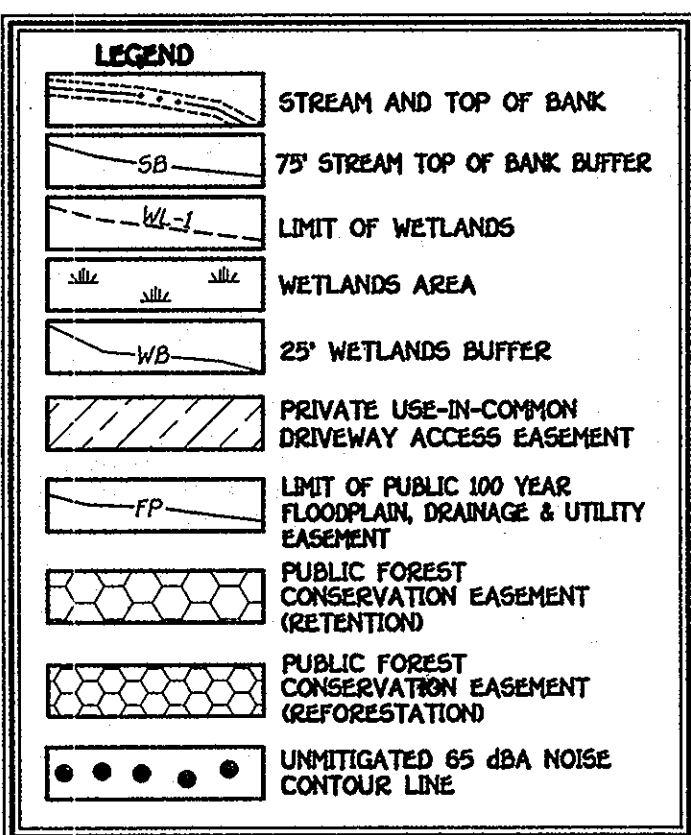 LEGEND
STREAM AND TOP OF BANK
SB
75' STREAM TOP OF BANK BUFFER
WL-1
LIMIT OF WETLANDS
WETLANDS AREA
WB
25' WETLANDS BUFFER
PRIVATE USE-IN-COMMON
DRIVEWAY ACCESS EASEMENT
FP
LIMIT OF PUBLIC 100 YEAR
FLOODPLAIN, DRAINAGE & UTILITY
EASEMENT
PUBLIC FOREST
CONSERVATION EASEMENT
(RETENTION)
PUBLIC FOREST
CONSERVATION EASEMENT
(REFORESTATION)
UNMITIGATED 65 dBA NOISE
CONTOUR LINE